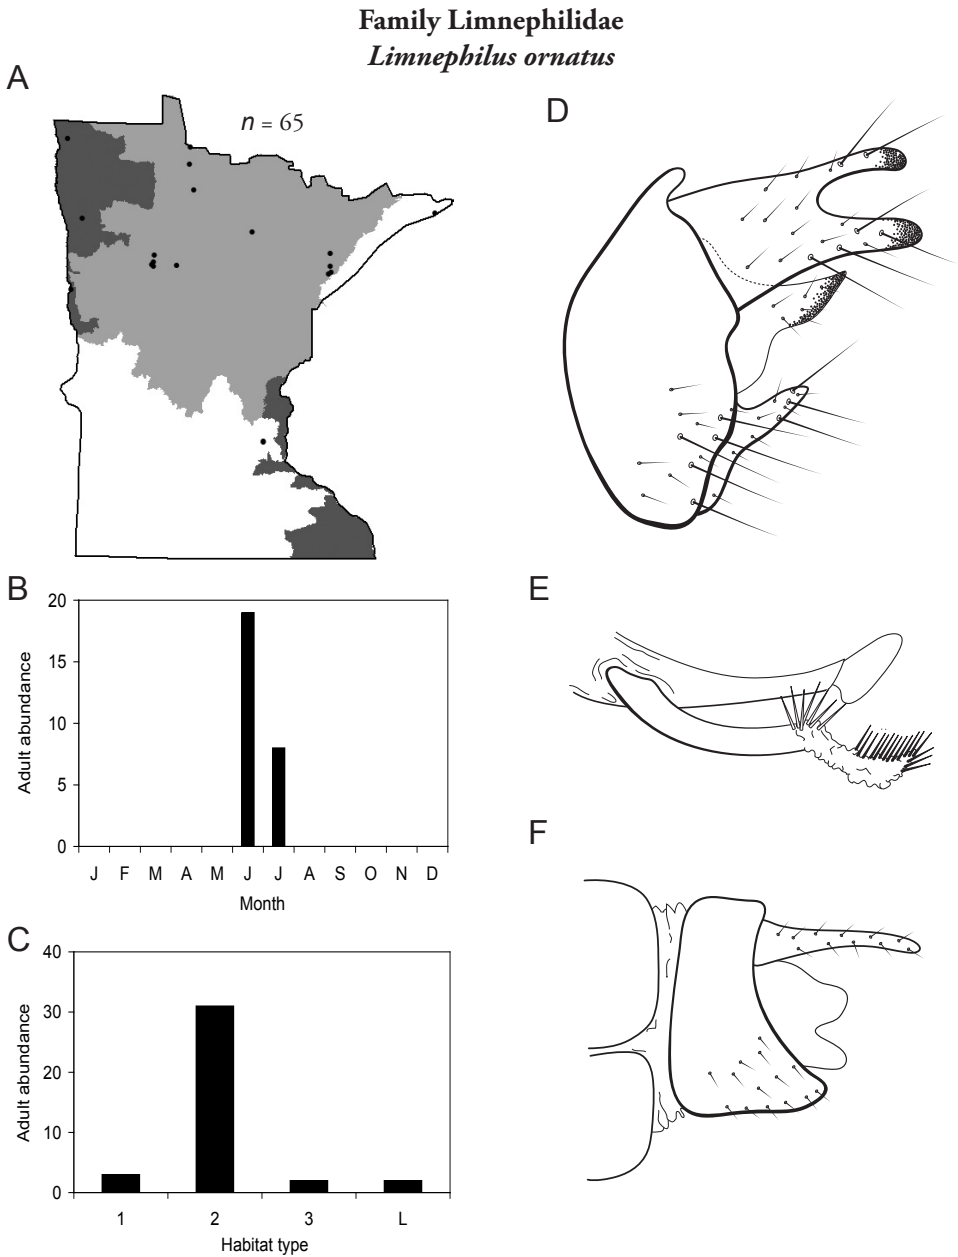 Family Limnephilidae
Limnephilus ornatus
A
n = 65
B
20
15
10
5
0
Adult abundance
J F M A M J J A S O N D
Month
C
40
30
20
10
0
Adult abundance
1 2 3 L
Habitat type
D
E
F